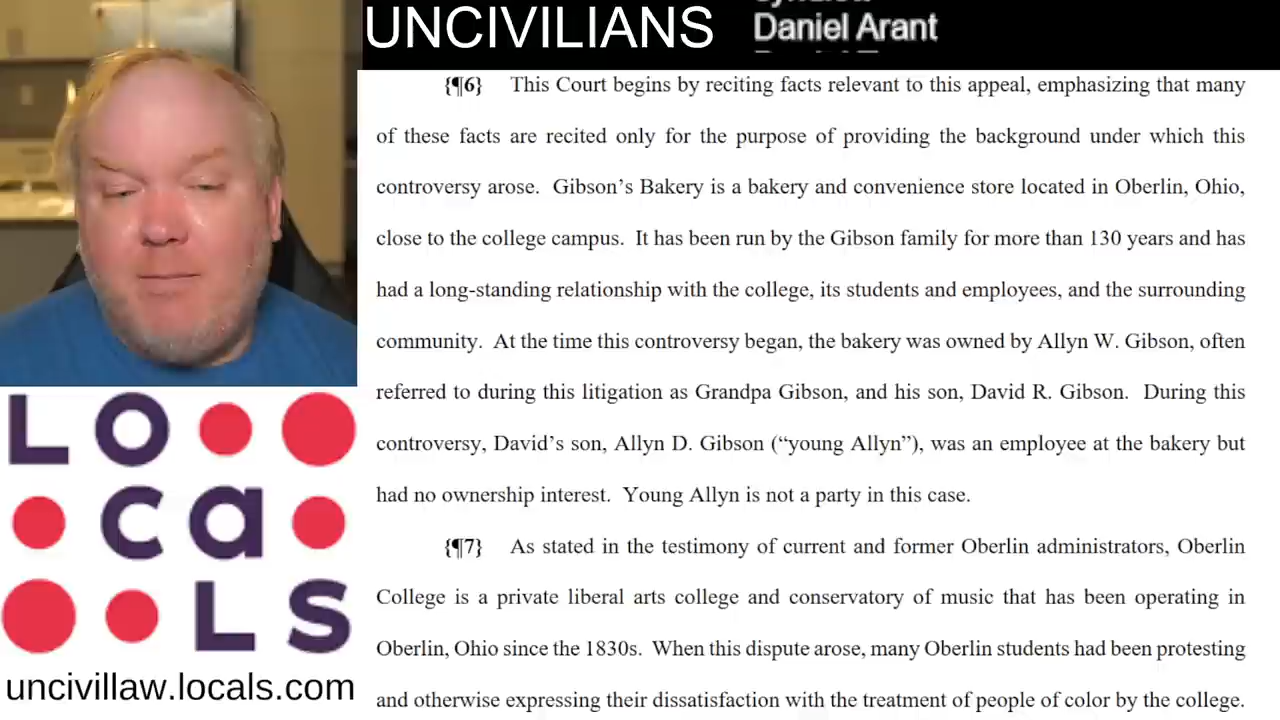 UNCIVILIANS
Daniel Arant
{¶6} This Court begins by reciting facts relevant to this appeal, emphasizing that many
of these facts are recited only for the purpose of providing the background under which this
controversy arose. Gibson’s Bakery is a bakery and convenience store located in Oberlin, Ohio,
close to the college campus. It has been run by the Gibson family for more than 130 years and has
had a long-standing relationship with the college, its students and employees, and the surrounding
community. At the time this controversy began, the bakery was owned by Allyn W. Gibson, often
referred to during this litigation as Grandpa Gibson, and his son, David R. Gibson. During this
controversy, David’s son, Allyn D. Gibson (“young Allyn”), was an employee at the bakery but
had no ownership interest. Young Allyn is not a party in this case.
{¶7} As stated in the testimony of current and former Oberlin administrators, Oberlin
College is a private liberal arts college and conservatory of music that has been operating in
Oberlin, Ohio since the 1830s. When this dispute arose, many Oberlin students had been protesting
and otherwise expressing their dissatisfaction with the treatment of people of color by the college.
LO
ca
LS
uncivillaw.locals.com